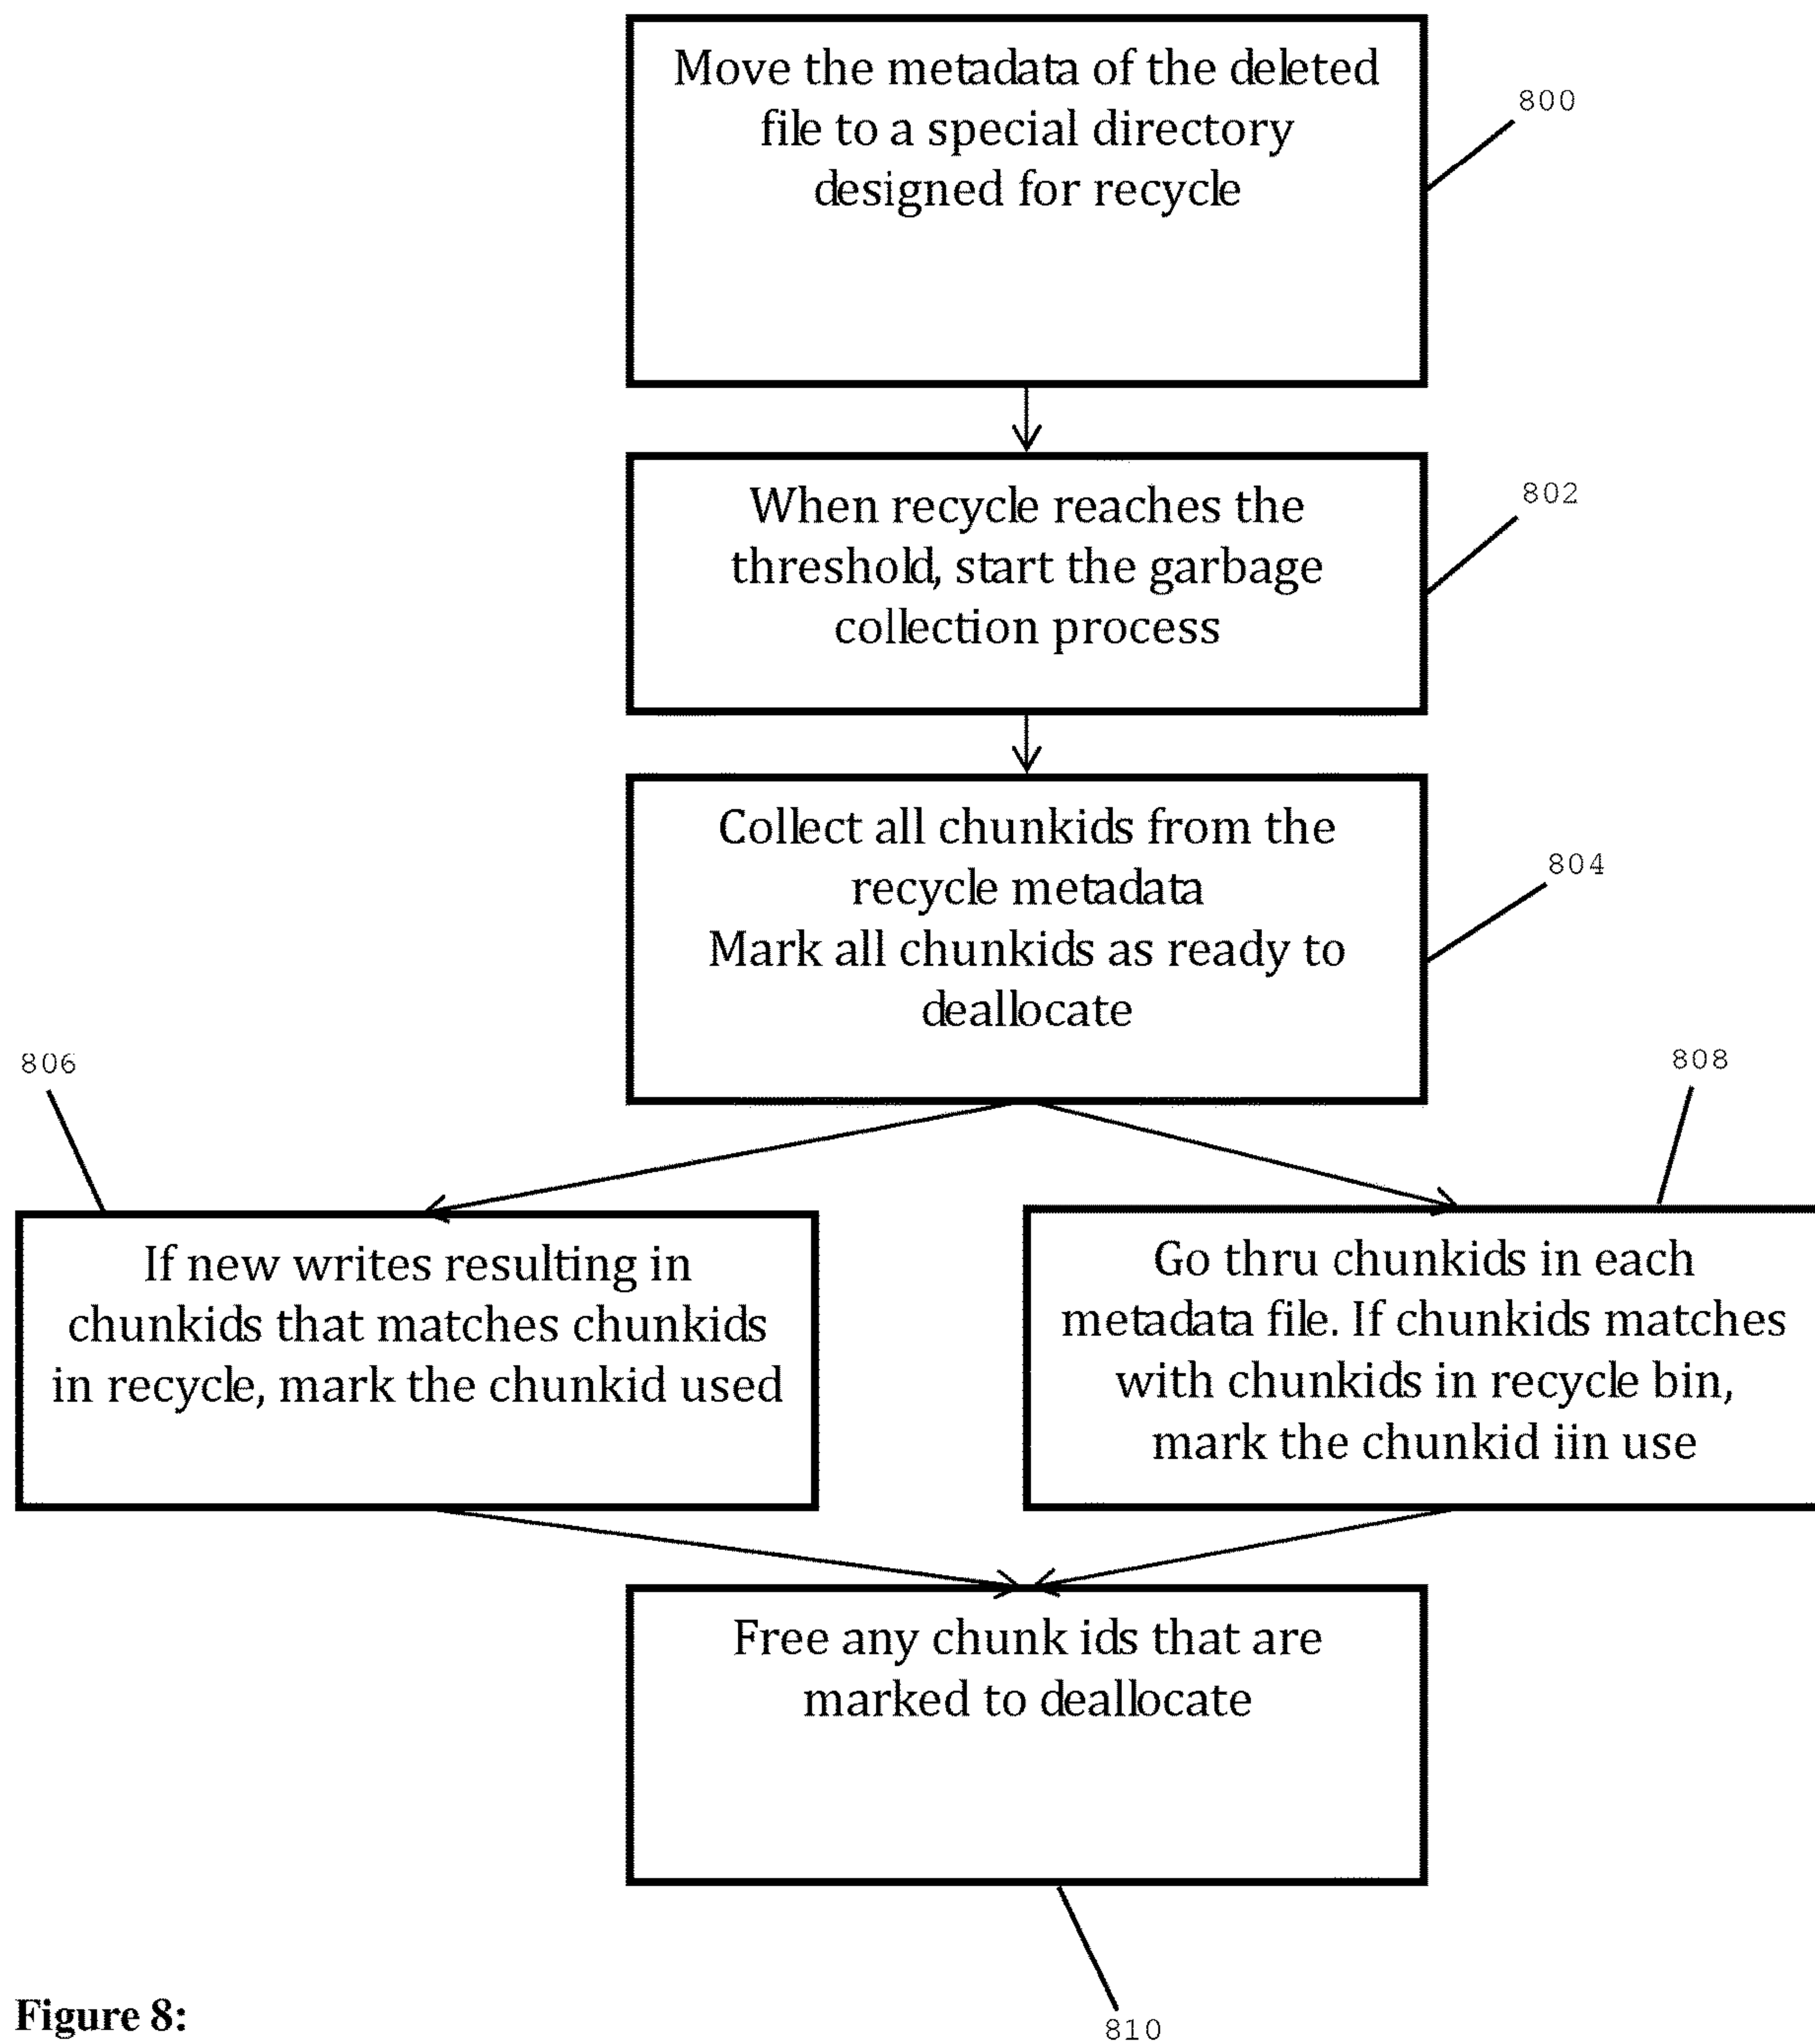 Move the metadata of the deleted
file to a special directory
designed for recycle
800
When recycle reaches the
threshold, start the garbage
collection process
802
Collect all chunkids from the
recycle metadata
Mark all chunkids as ready to
deallocate
804
806
If new writes resulting in
chunkids that matches chunkids
in recycle, mark the chunkid used
808
Go thru chunkids in each
metadata file. If chunkids matches
with chunkids in recycle bin,
mark the chunkid iin use
Free any chunk ids that are
marked to deallocate
810
Figure 8: